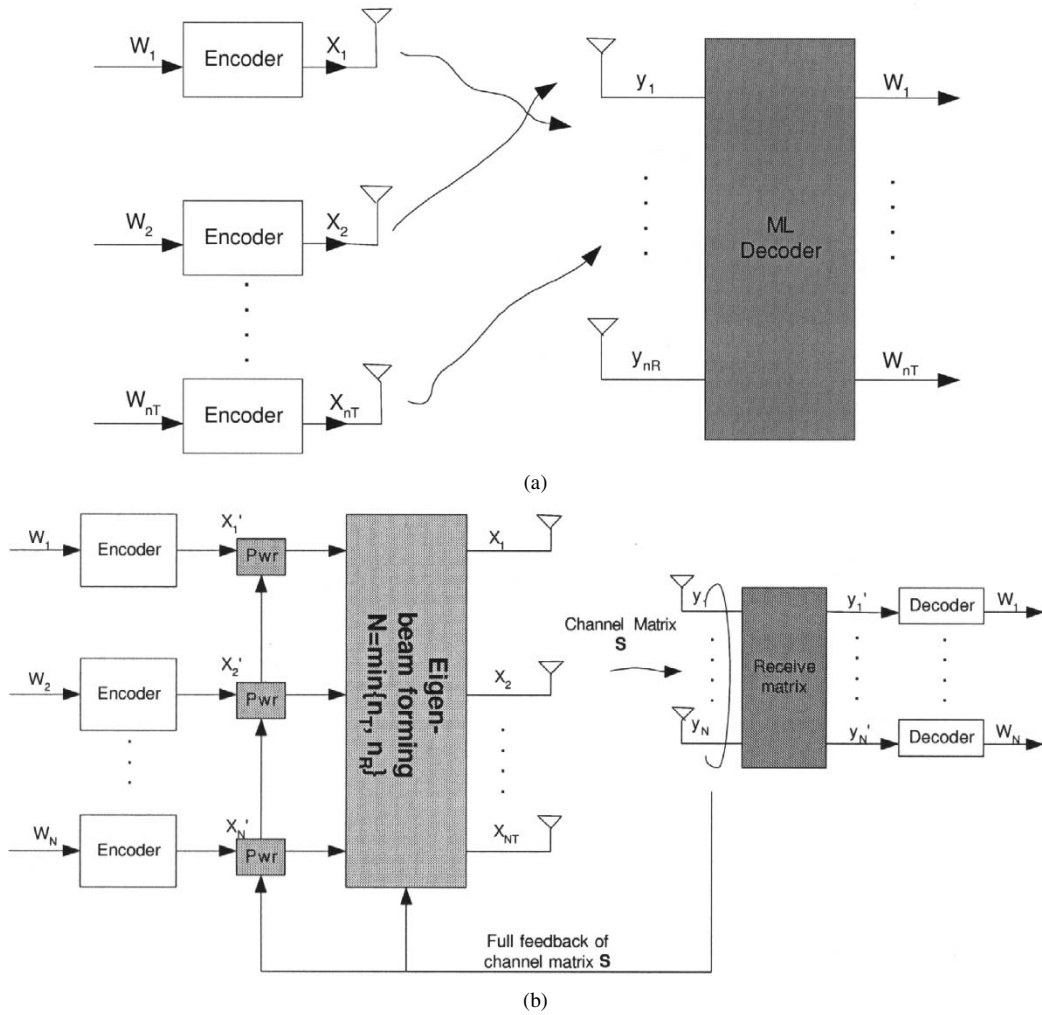 W1
Encoder
X1
y1
W1
W2
Encoder
X2
ML
Decoder
WnT
Encoder
XnT
ynR
WnT
(a)
W1
Encoder
X1'
Pwr
X1
W2
Encoder
X2'
Pwr
X2
WN
Encoder
XN'
Pwr
XNT
Eigen-
beam forming
N=min{nT, nR}
Channel Matrix
S
y
yN
Receive
matrix
y1'
Decoder
W1
yN'
Decoder
WN
Full feedback of
channel matrix S
(b)